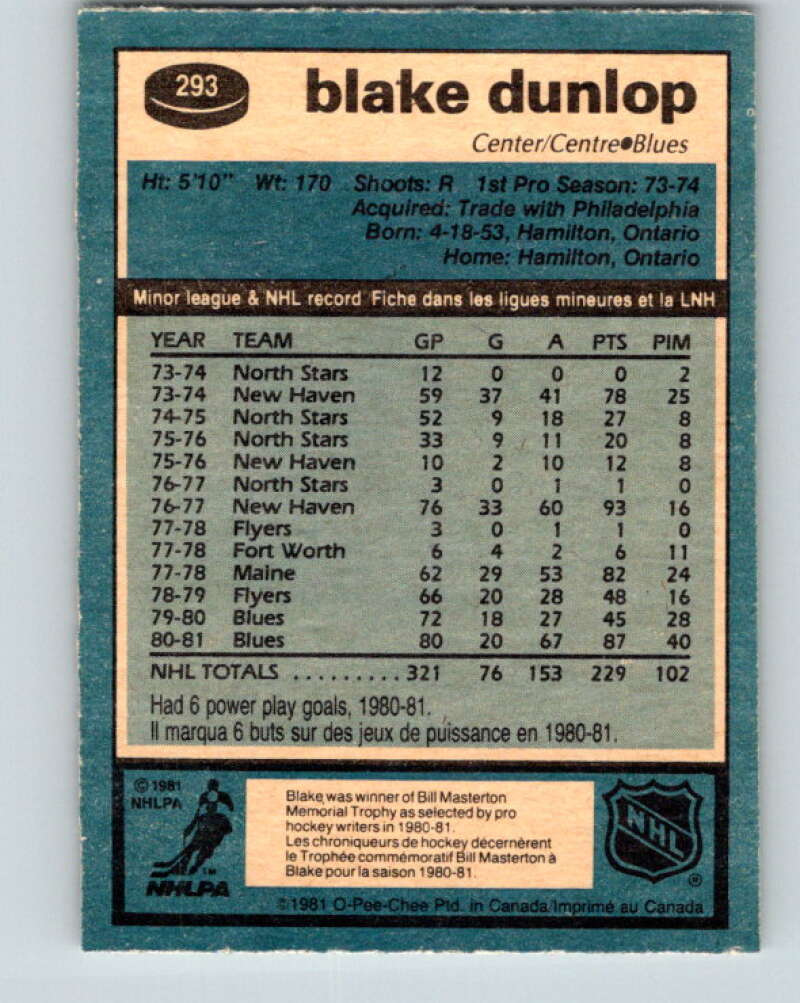 293
blake dunlop
Center/Centre●Blues
Ht: 5'10" Wt: 170 Shoots: R 1st Pro Season: 73-74
Acquired: Trade with Philadelphia
Born: 4-18-53, Hamilton, Ontario
Home: Hamilton, Ontario
Minor league & NHL record Fiche dans les ligues mineures et la LNH
YEAR TEAM GP G A PTS PIM
73-74 North Stars 12 0 0 0 2
73-74 New Haven 59 37 41 78 25
74-75 North Stars 52 9 18 27 8
75-76 North Stars 33 9 11 20 8
75-76 New Haven 10 2 10 12 8
76-77 North Stars 3 0 1 1 0
76-77 New Haven 76 33 60 93 16
77-78 Flyers 3 0 1 1 0
77-78 Fort Worth 6 4 2 6 11
77-78 Maine 62 29 53 82 24
78-79 Flyers 66 20 28 48 16
79-80 Blues 72 18 27 45 28
80-81 Blues 80 20 67 87 40
NHL TOTALS .........321 76 153 229 102
Had 6 power play goals, 1980-81.
Il marqua 6 buts sur des jeux de puissance en 1980-81.
© 1981
NHLPA
TM
NHLPA
Blake was winner of Bill Masterton
Memorial Trophy as selected by pro
hockey writers in 1980-81.
Les chroniqueurs de hockey décernèrent
le Trophée commémoratif Bill Masterton à
Blake pour la saison 1980-81.
NHL
®
© 1981 O-Pee-Chee Ptd. in Canada/Imprimé au Canada